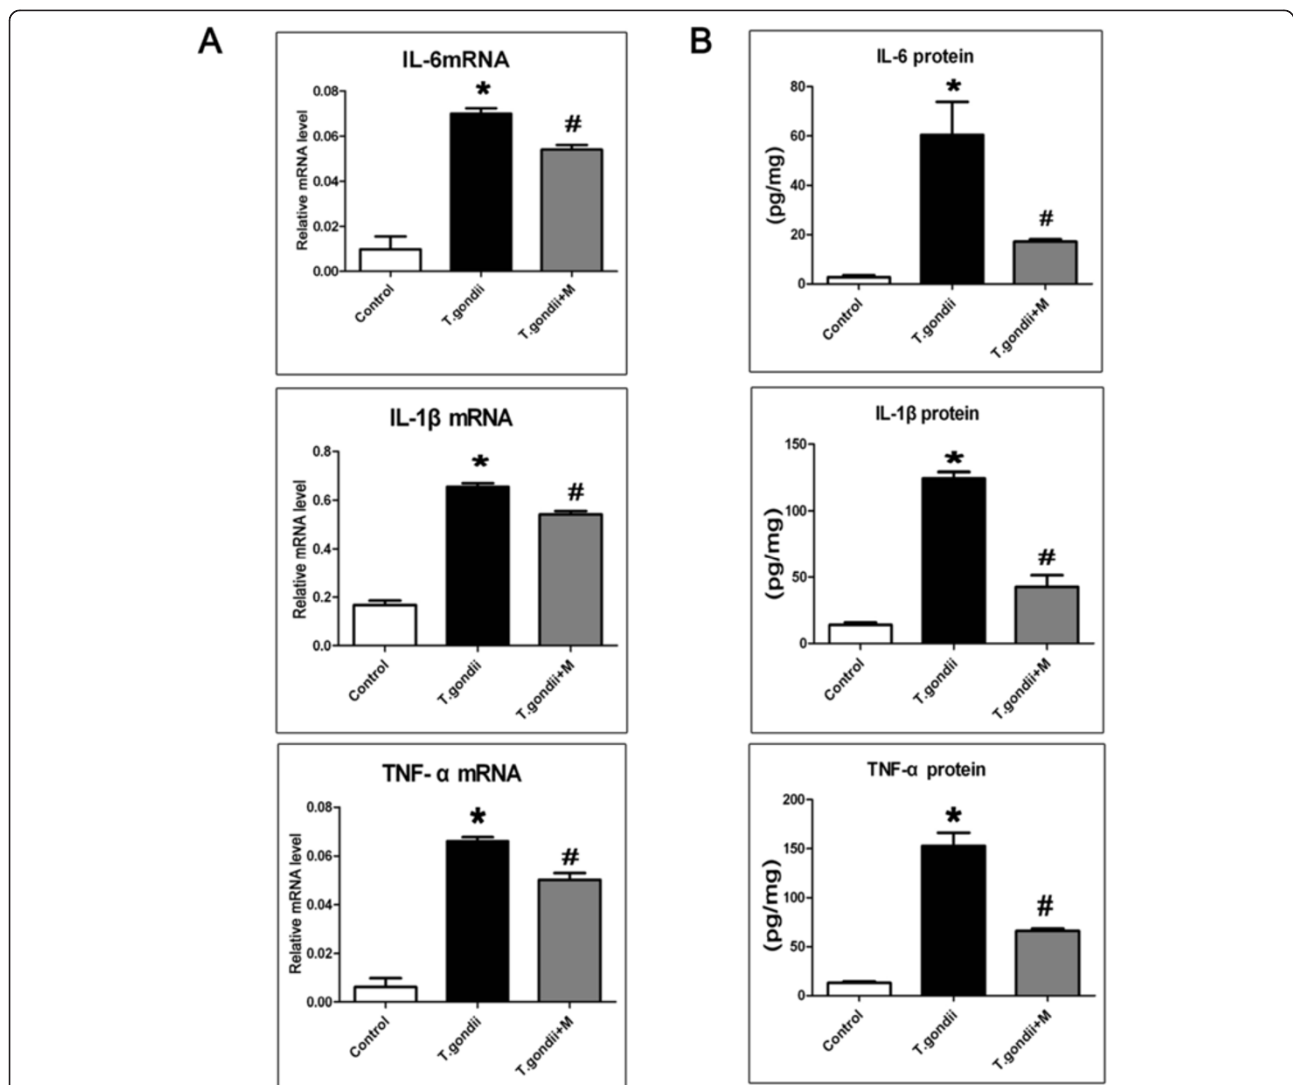 A
IL-6mRNA
*
#
Relative mRNA level
0.08
0.06
0.04
0.02
0.00
Control
T.gondii
T.gondii+M
IL-1β mRNA
*
#
Relative mRNA level
0.8
0.6
0.4
0.2
0.0
Control
T.gondii
T.gondii+M
TNF- α mRNA
*
#
Relative mRNA level
0.08
0.06
0.04
0.02
0.00
Control
T.gondii
T.gondii+M
B
IL-6 protein
*
#
(pg/mg)
80
60
40
20
0
Control
T.gondii
T.gondii+M
IL-1β protein
*
#
(pg/mg)
150
100
50
0
Control
T.gondii
T.gondii+M
TNF-α protein
*
#
(pg/mg)
200
150
100
50
0
Control
T.gondii
T.gondii+M